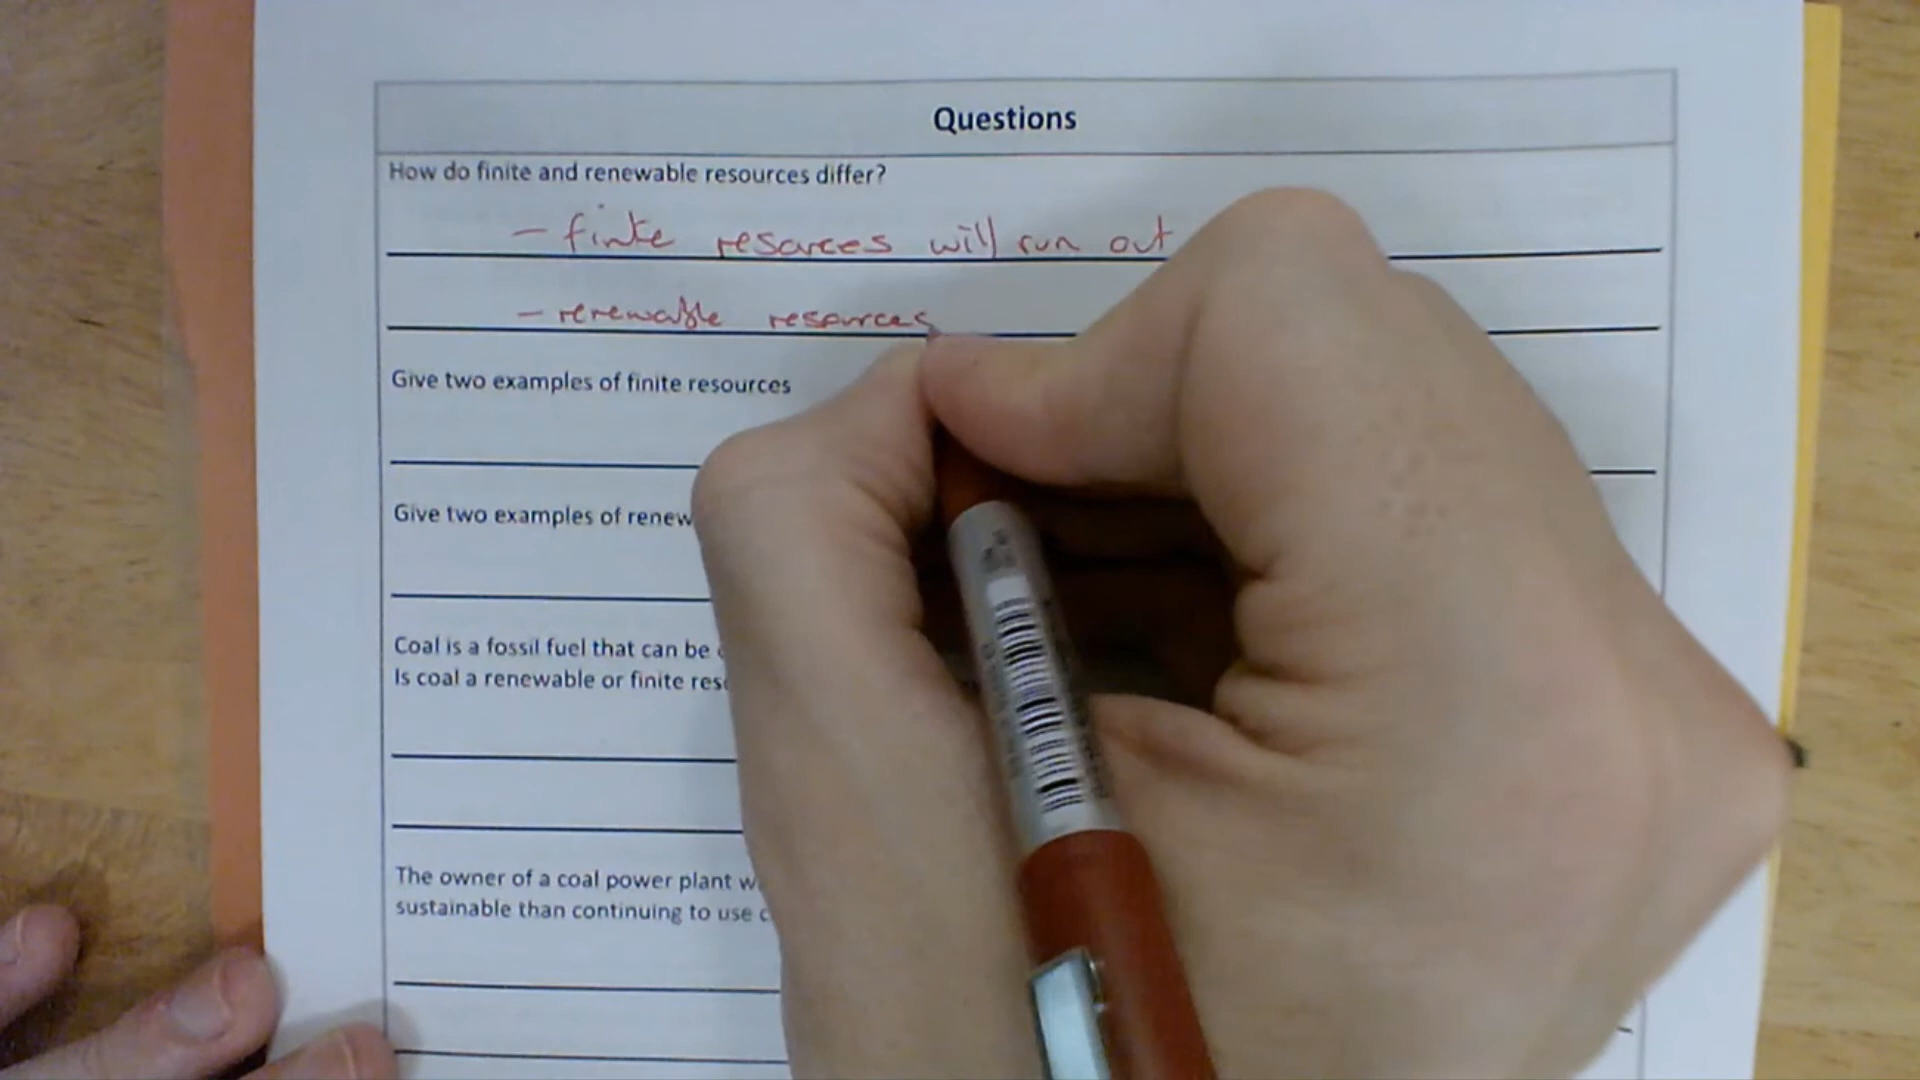 Questions
How do finite and renewable resources differ?
- finite resources will run out
- renewable resources
Give two examples of finite resources
Give two examples of renew
Coal is a fossil fuel that can be
Is coal a renewable or finite res
The owner of a coal power plant w
sustainable than continuing to use c